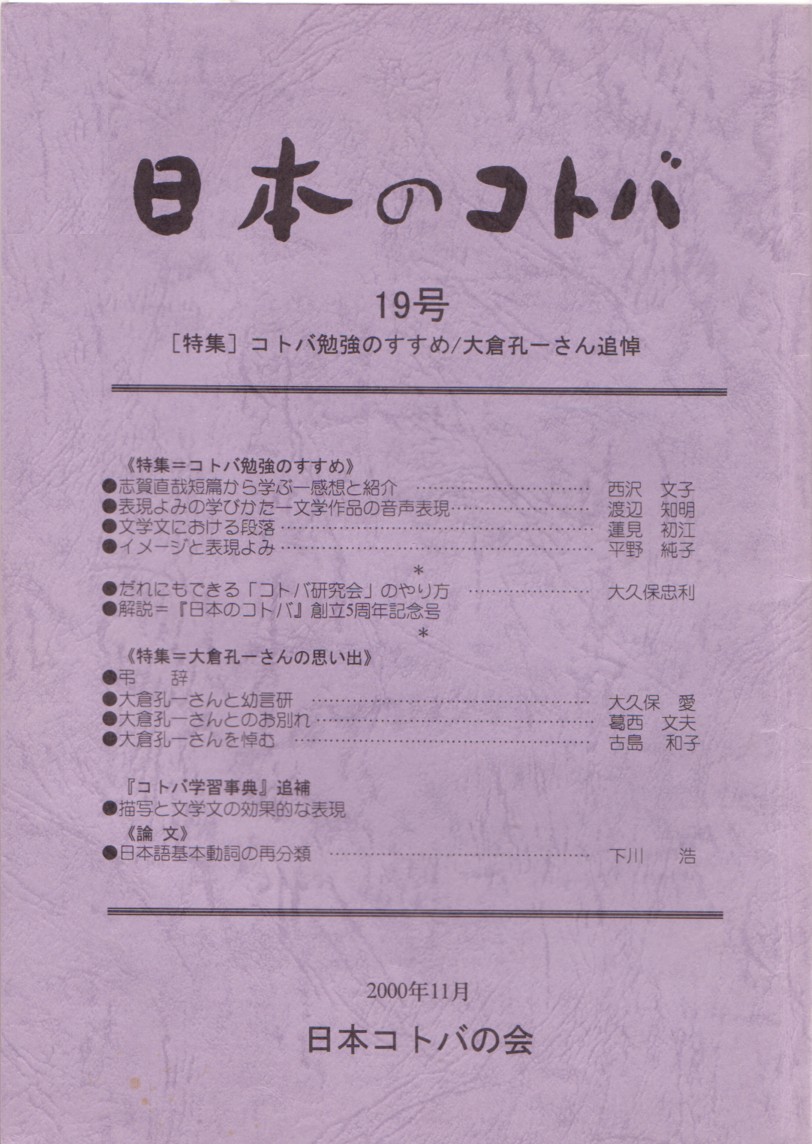 日本のコトバ
19号
［特集］コトバ勉強のすすめ/大倉孔一さん追悼
《特集＝コトバ勉強のすすめ》
●志賀直哉短篇から学ぶー感想と紹介 ……………………… 西沢　文子
●表現よみの学びかたー文学作品の音声表現………………… 渡辺　知明
●文学文における段落……………………………………… 蓮見　初江
●イメージと表現よみ……………………………………… 平野　純子
＊
●だれにもできる「コトバ研究会」のやり方 ……………… 大久保忠利
●解説＝『日本のコトバ』創立5周年記念号
＊
《特集＝大倉孔一さんの思い出》
●弔　　辞
●大倉孔一さんと幼言研 ………………………………… 大久保　愛
●大倉孔一さんとのお別れ………………………………… 葛西　文夫
●大倉孔一さんを悼む …………………………………… 古島　和子
『コトバ学習事典』追補
●描写と文学文の効果的な表現
《論 文》
●日本語基本動詞の再分類 ……………………………… 下川　　浩
2000年11月
日本コトバの会